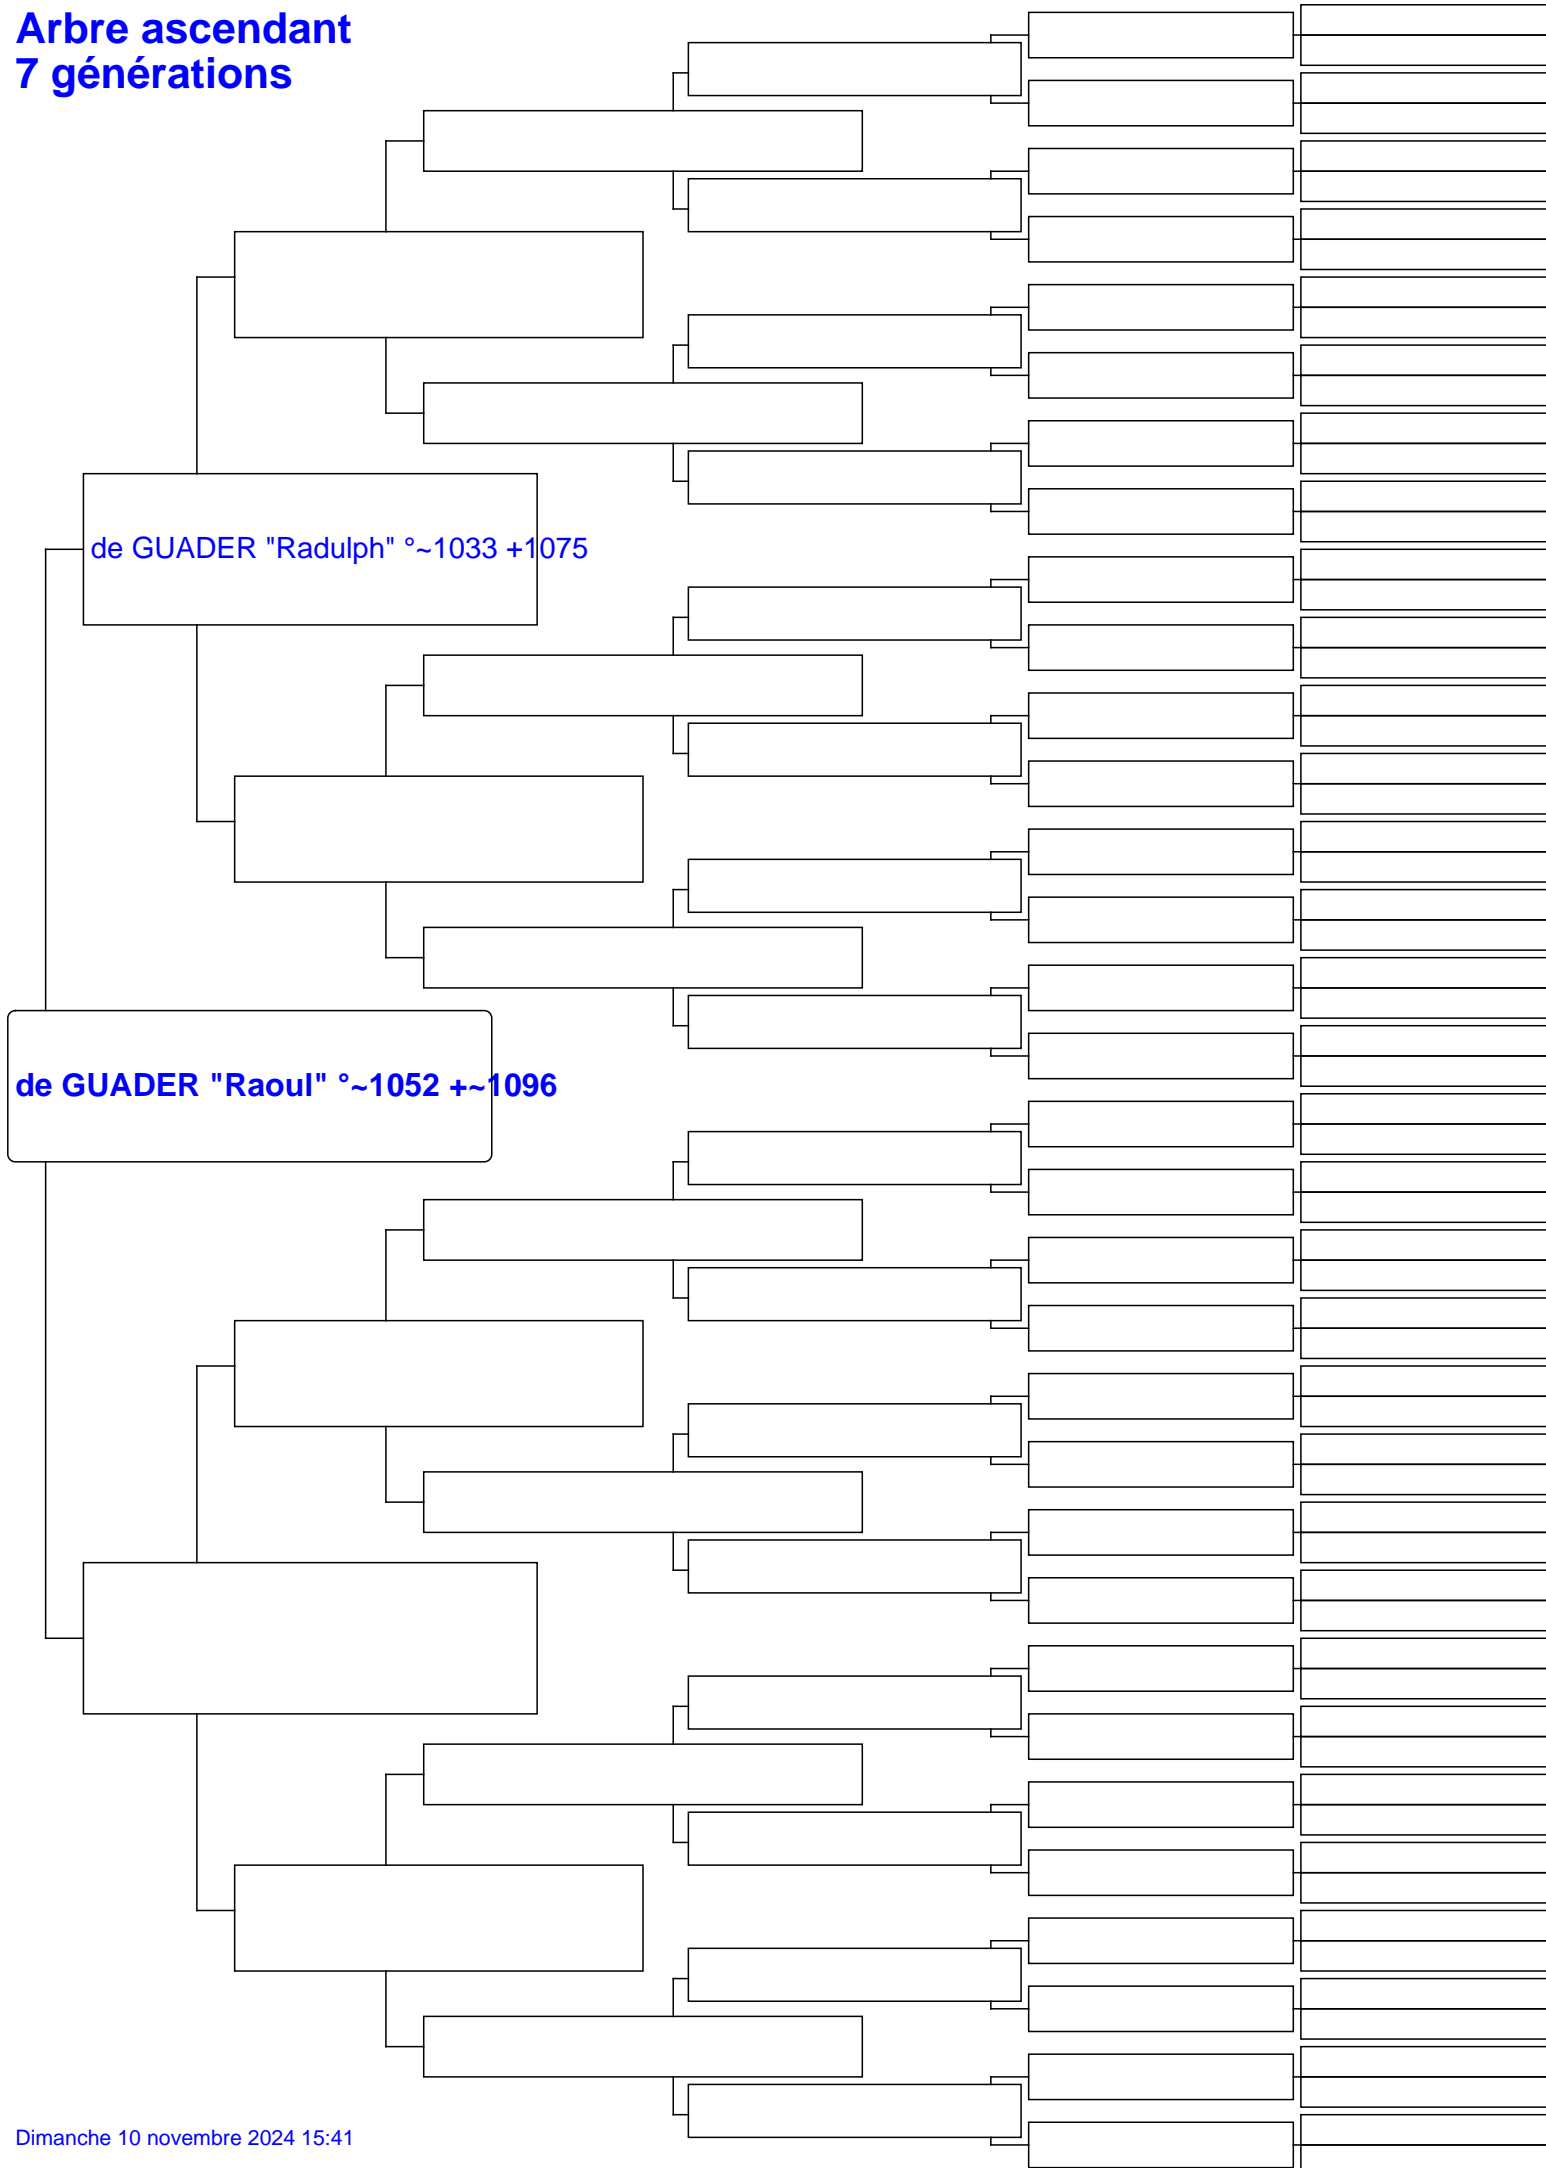 Arbre ascendant
7 générations
de GUADER "Radulph" °~1033 +1075
de GUADER "Raoul" °~1052 +~1096
Dimanche 10 novembre 2024 15:41